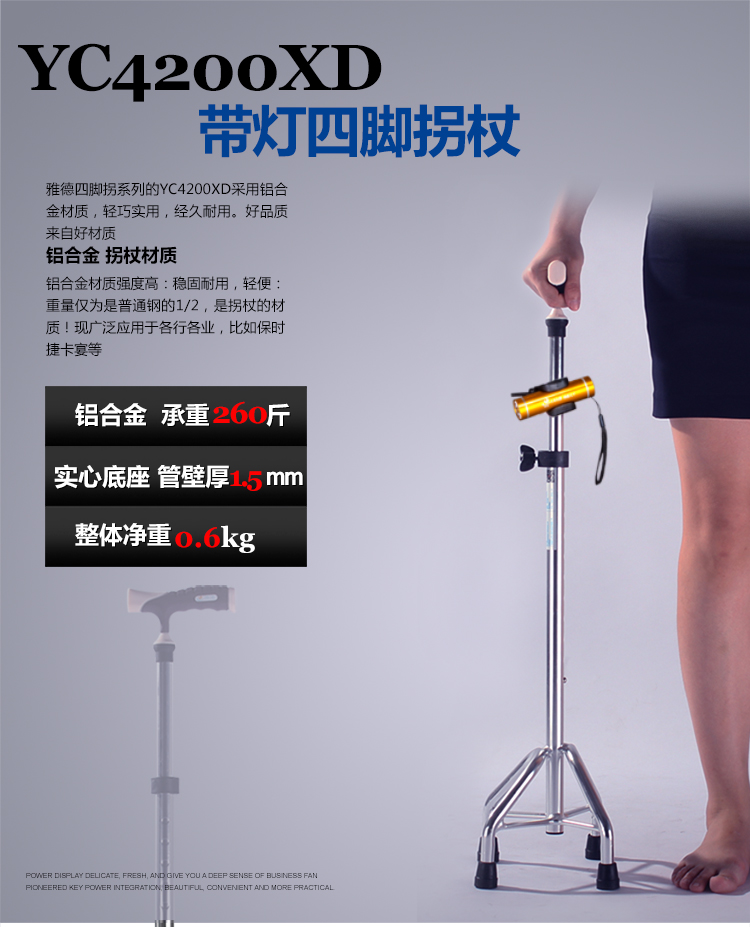 YC4200XD
带灯四脚拐杖
雅德四脚拐系列的YC4200XD采用铝合
金材质，轻巧实用，经久耐用。好品质
来自好材质
铝合金 拐杖材质
铝合金材质强度高：稳固耐用，轻便：
重量仅为是普通钢的1/2，是拐杖的材
质！现广泛应用于各行各业，比如保时
捷卡宴等
铝合金 承重260斤
实心底座 管壁厚1.5mm
整体净重0.6kg
POWER DISPLAY DELICATE, FRESH, AND GIVE YOU A DEEP SENSE OF BUSINESS FAN
PIONEERED KEY POWER INTEGRATION: BEAUTIFUL, CONVENIENT AND MORE PRACTICAL